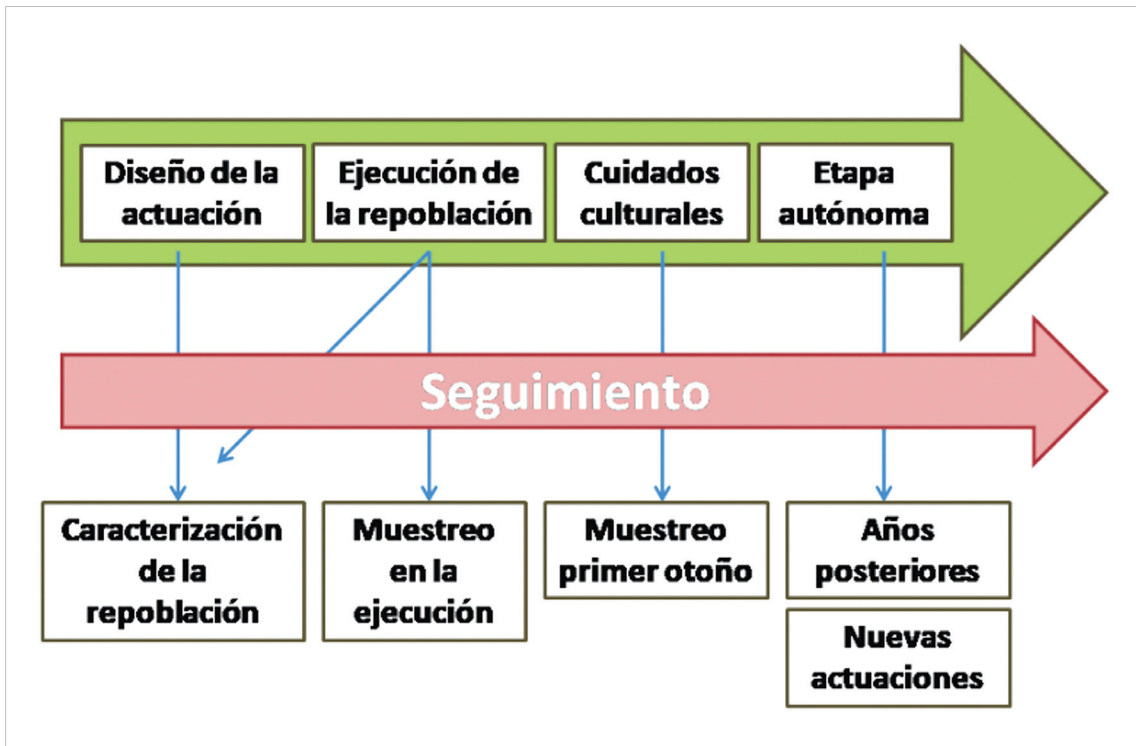 Diseño de la
actuación
Ejecución de
la repoblación
Cuidados
culturales
Etapa
autónoma
Seguimiento
Caracterización
de la
repoblación
Muestreo
en la
ejecución
Muestreo
primer otoño
Años
posteriores
Nuevas
actuaciones